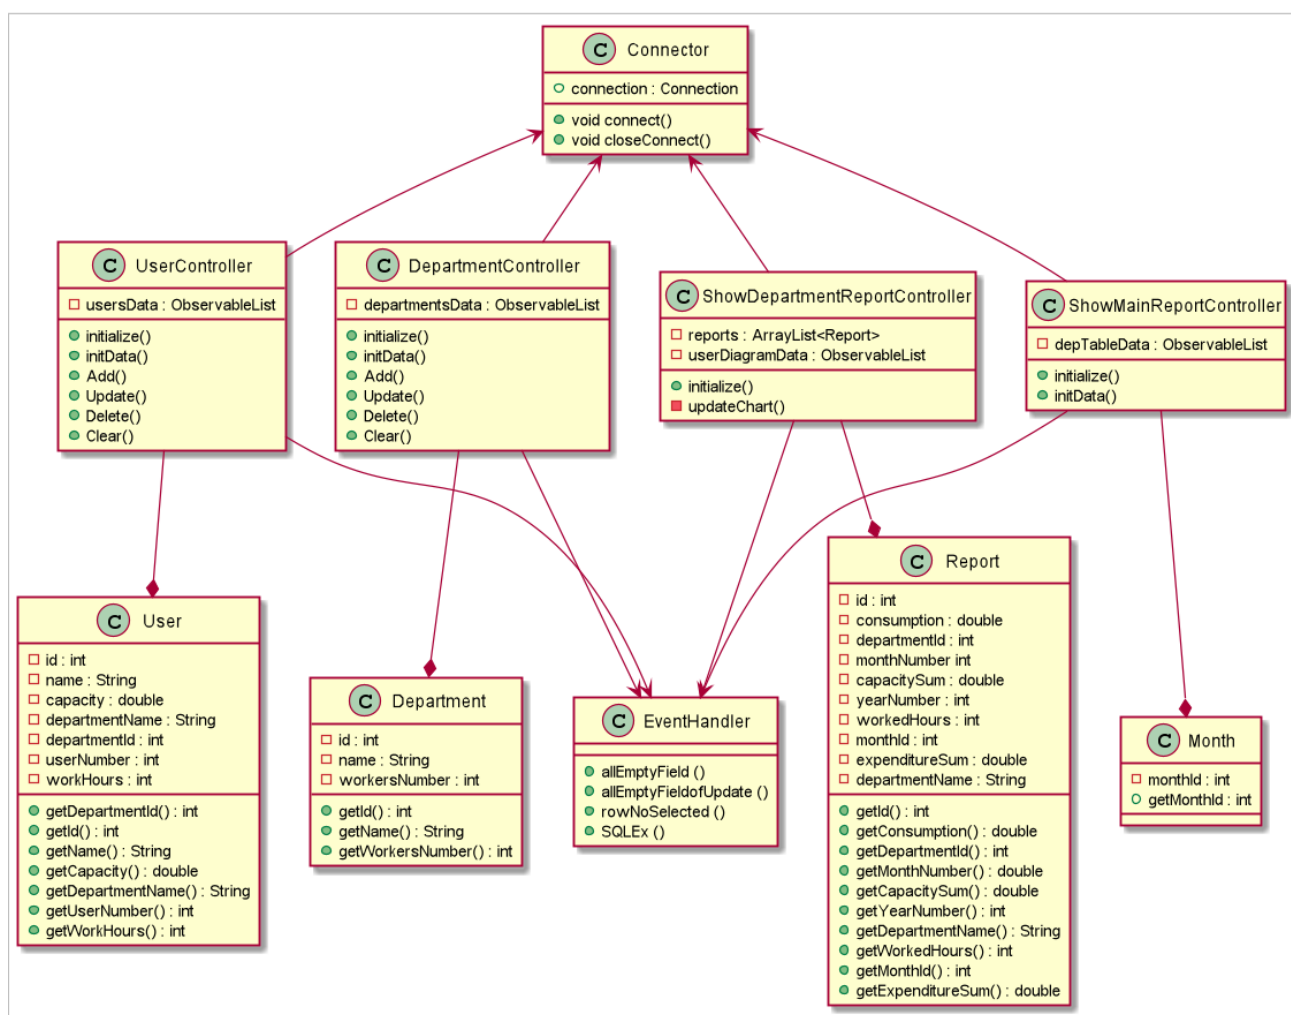 C Connector
connection : Connection
void connect()
void closeConnect()
C UserController
usersData : ObservableList
initialize()
initData()
Add()
Update()
Delete()
Clear()
C DepartmentController
departmentsData : ObservableList
initialize()
initData()
Add()
Update()
Delete()
Clear()
C ShowDepartmentReportController
reports : ArrayList<Report>
userDiagramData : ObservableList
initialize()
updateChart()
C ShowMainReportController
depTableData : ObservableList
initialize()
initData()
C User
id : int
name : String
capacity : double
departmentName : String
departmentId : int
userNumber : int
workHours : int
getDepartmentId() : int
getId() : int
getName() : String
getCapacity() : double
getDepartmentName() : String
getUserNumber() : int
getWorkHours() : int
C Department
id : int
name : String
workersNumber : int
getId() : int
getName() : String
getWorkersNumber() : int
C EventHandler
allEmptyField ()
allEmptyFieldofUpdate ()
rowNoSelected ()
SQLEx ()
C Report
id : int
consumption : double
departmentId : int
monthNumber int
capacitySum : double
yearNumber : int
workedHours : int
monthId : int
expenditureSum : double
departmentName : String
getId() : int
getConsumption() : double
getDepartmentId() : int
getMonthNumber() : double
getCapacitySum() : double
getYearNumber() : int
getDepartmentName() : String
getWorkedHours() : int
getMonthId() : int
getExpenditureSum() : double
C Month
monthId : int
getMonthId : int